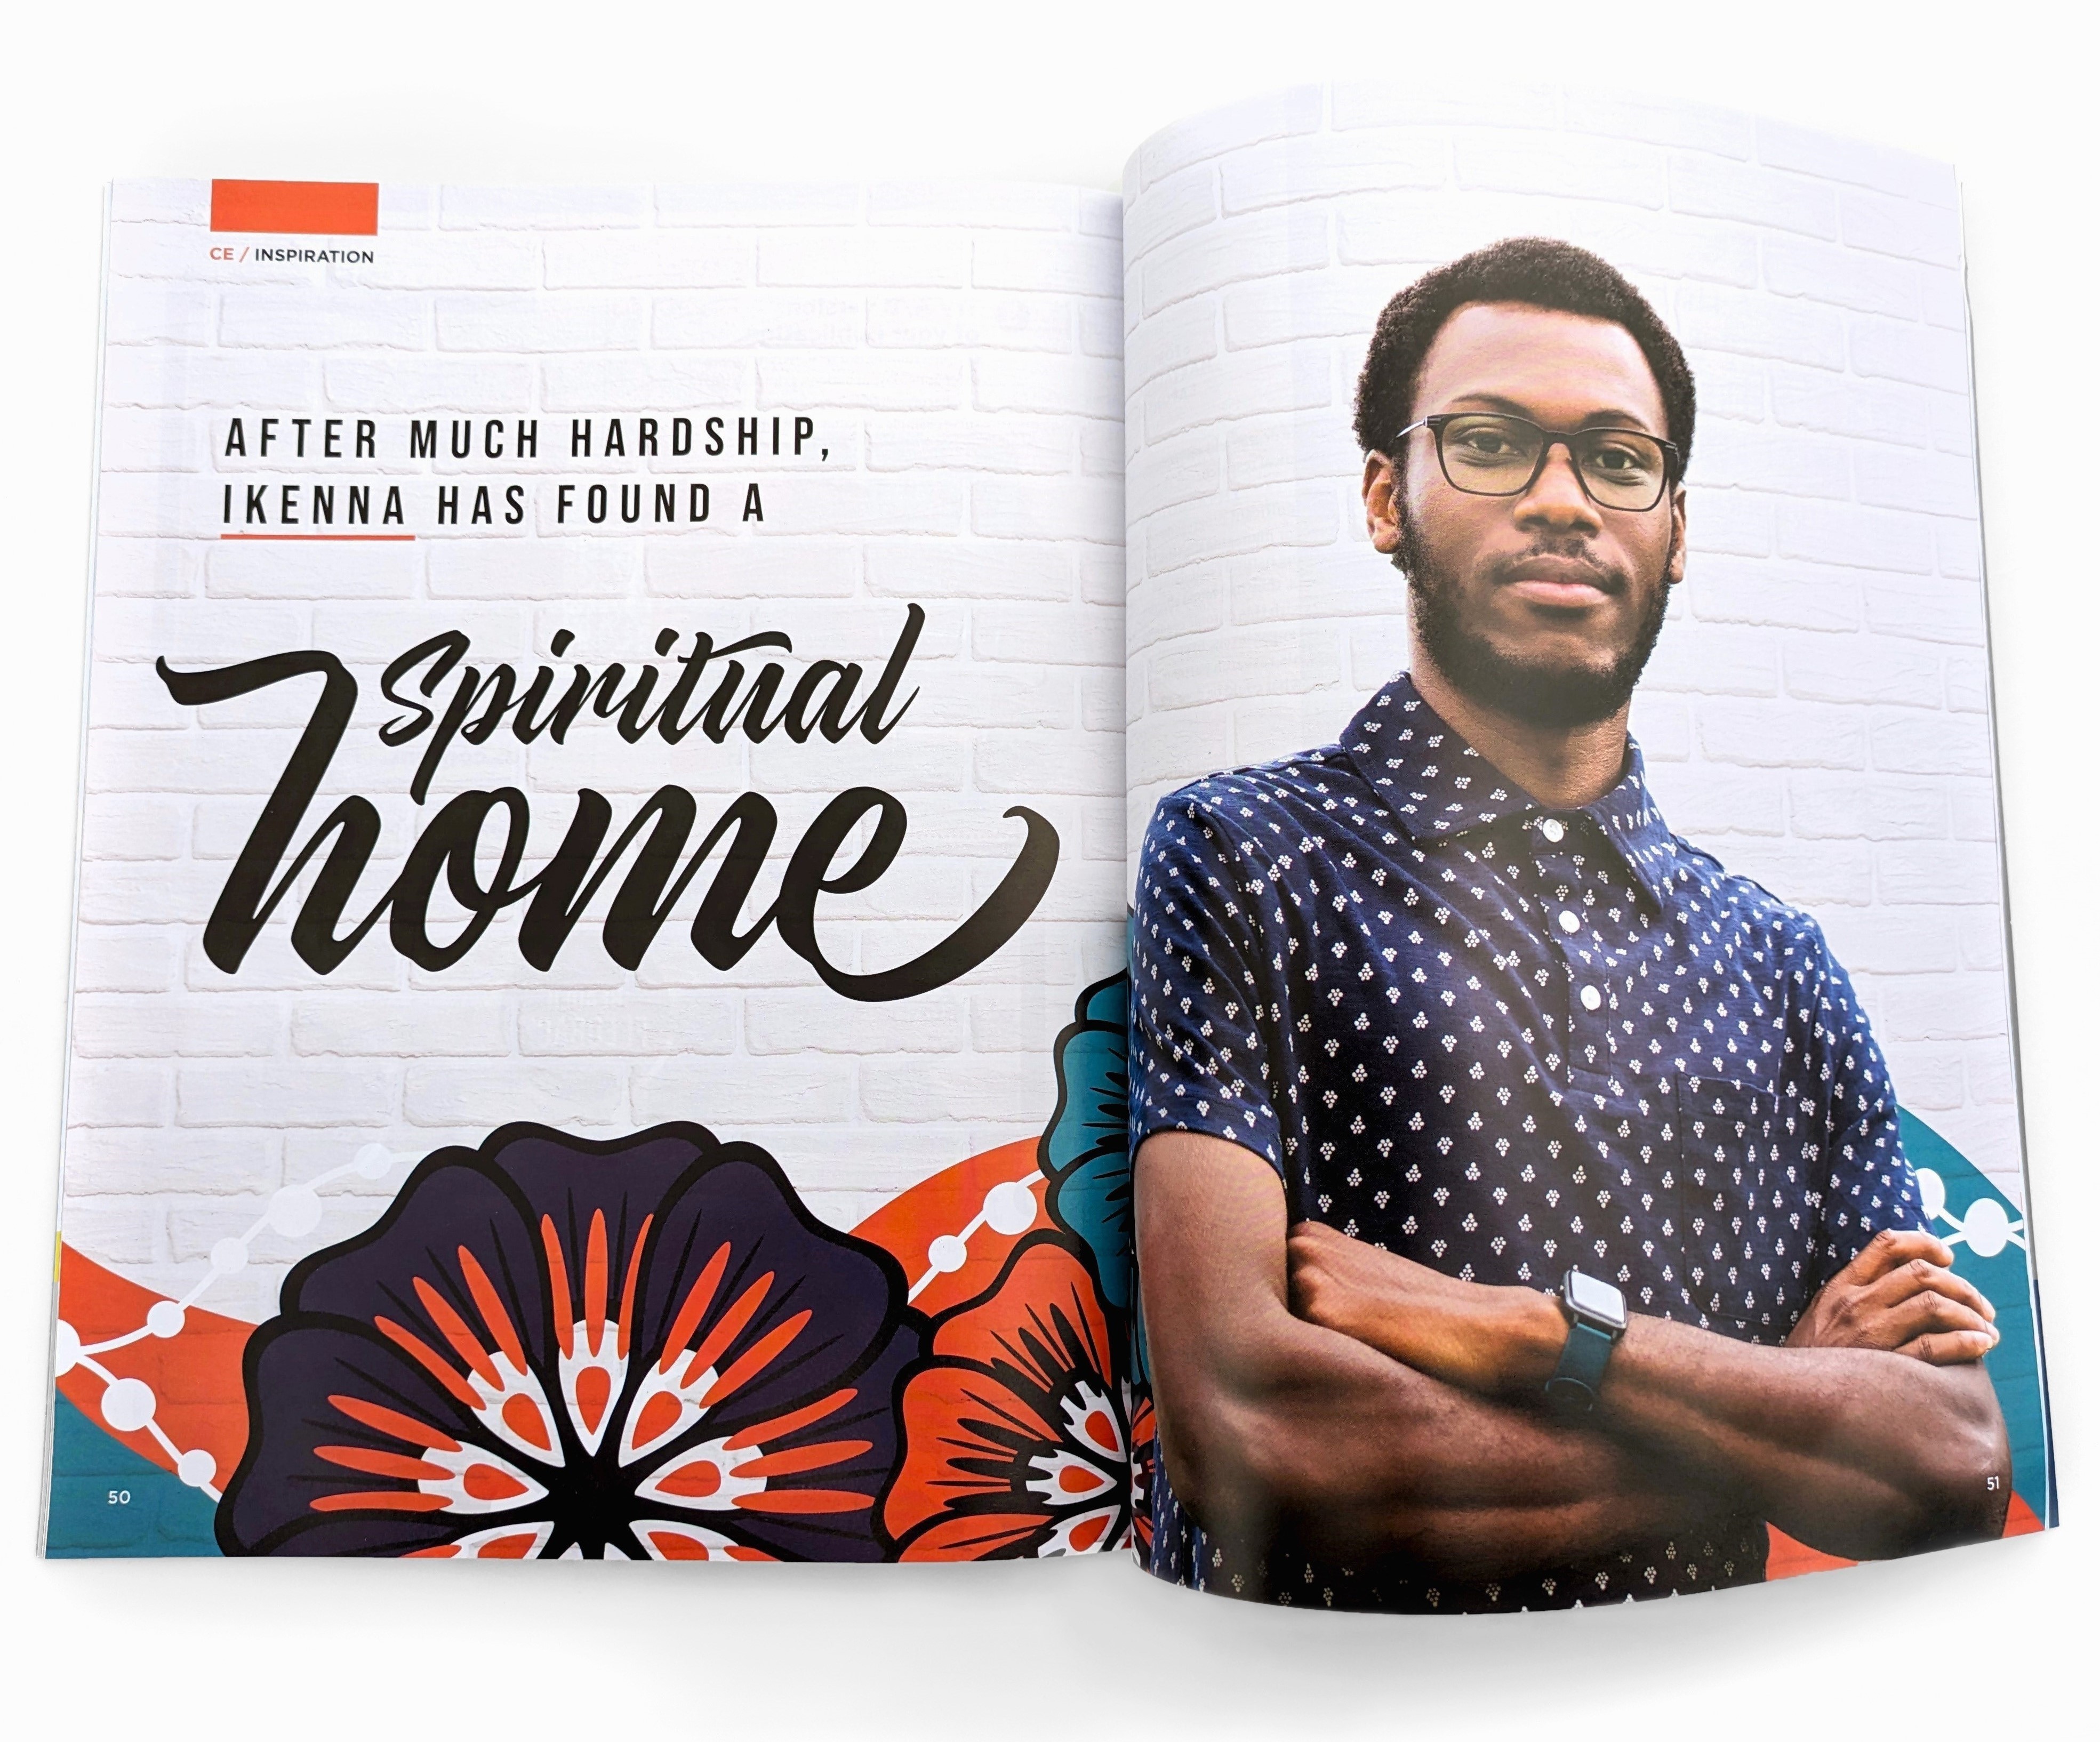 CE / INSPIRATION
AFTER MUCH HARDSHIP,
IKENNA HAS FOUND A
Spiritual
home
50
51